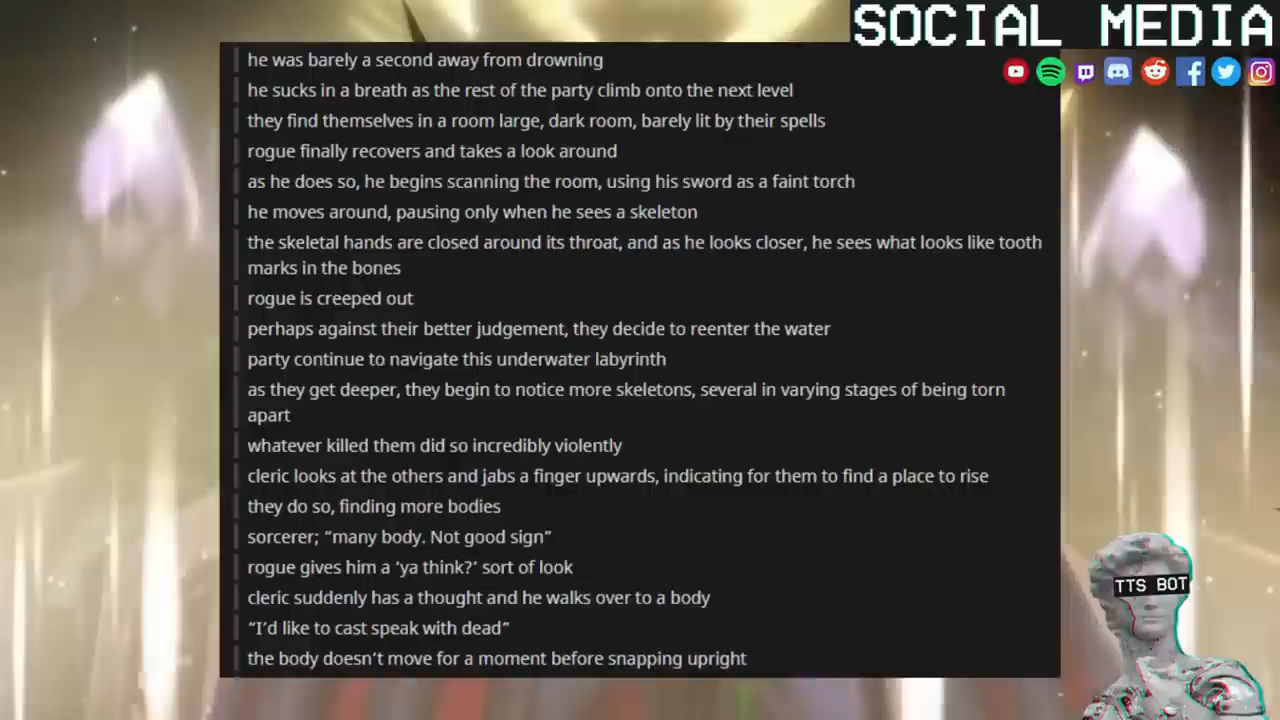 SOCIAL MEDIA
he was barely a second away from drowning
he sucks in a breath as the rest of the party climb onto the next level
they find themselves in a room large, dark room, barely lit by their spells
rogue finally recovers and takes a look around
as he does so, he begins scanning the room, using his sword as a faint torch
he moves around, pausing only when he sees a skeleton
the skeletal hands are closed around its throat, and as he looks closer, he sees what looks like tooth
marks in the bones
rogue is creeped out
perhaps against their better judgement, they decide to reenter the water
party continue to navigate this underwater labyrinth
as they get deeper, they begin to notice more skeletons, several in varying stages of being torn
apart
whatever killed them did so incredibly violently
cleric looks at the others and jabs a finger upwards, indicating for them to find a place to rise
they do so, finding more bodies
sorcerer; “many body. Not good sign”
rogue gives him a ‘ya think?’ sort of look
cleric suddenly has a thought and he walks over to a body
“I’d like to cast speak with dead”
the body doesn’t move for a moment before snapping upright
TTS BOT